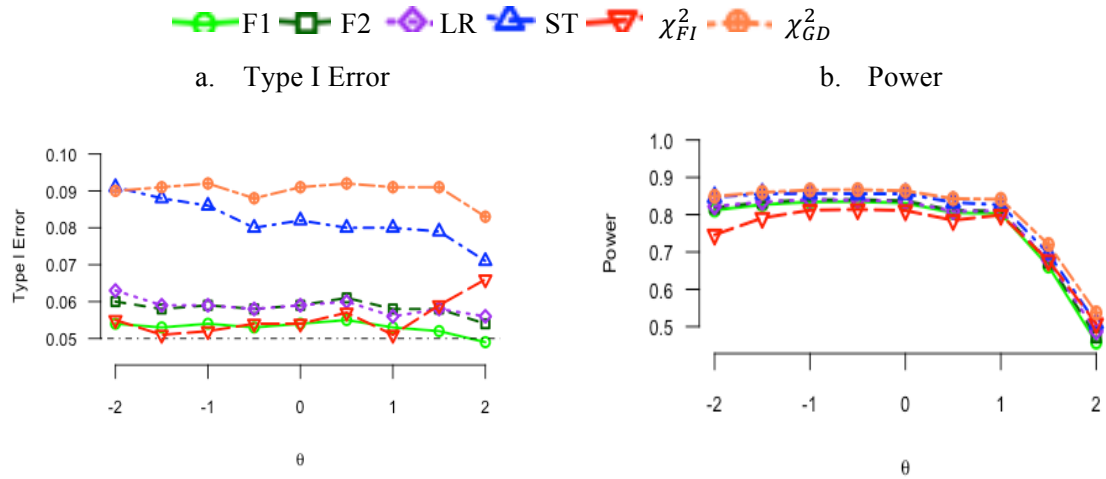 F1 F2 LR ST χ²_FI χ²_GD
a. Type I Error
b. Power
Type I Error
0.10
0.09
0.08
0.07
0.06
0.05
-2 -1 0 1 2
θ
Power
1.0
0.9
0.8
0.7
0.6
0.5
-2 -1 0 1 2
θ